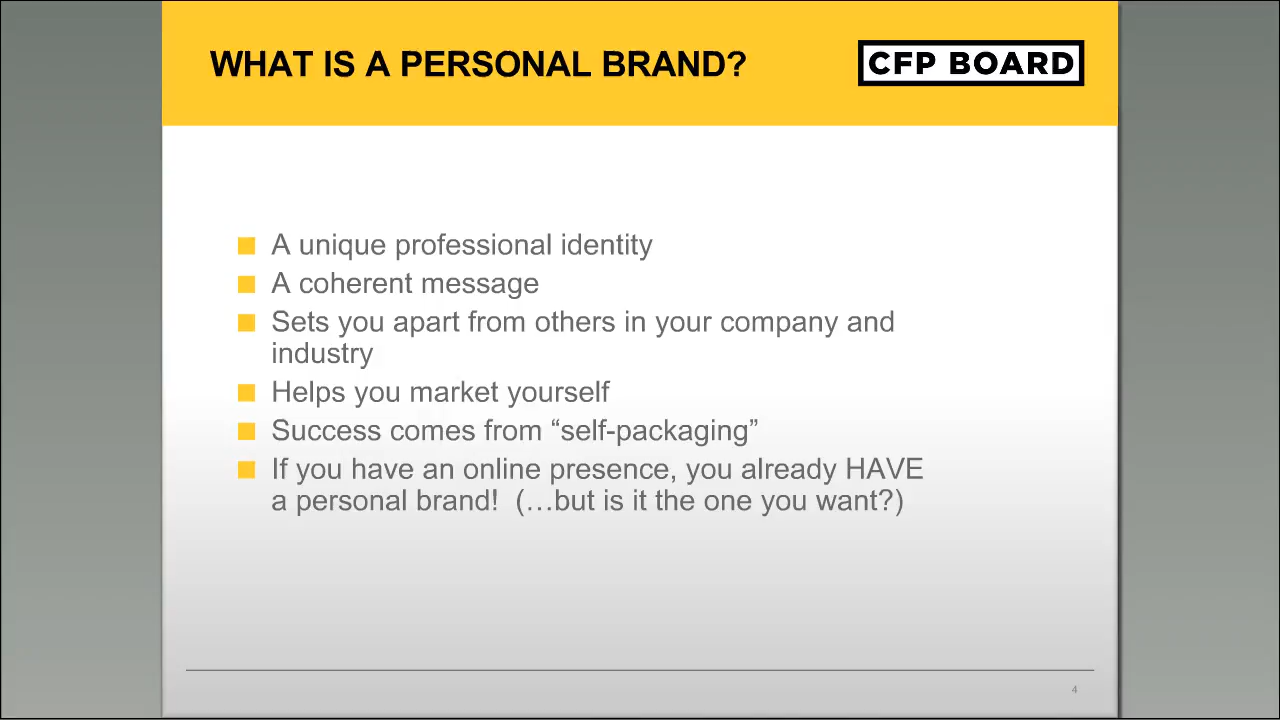 WHAT IS A PERSONAL BRAND?
CFP BOARD
A unique professional identity
A coherent message
Sets you apart from others in your company and
industry
Helps you market yourself
Success comes from “self-packaging”
If you have an online presence, you already HAVE
a personal brand!  (…but is it the one you want?)
4